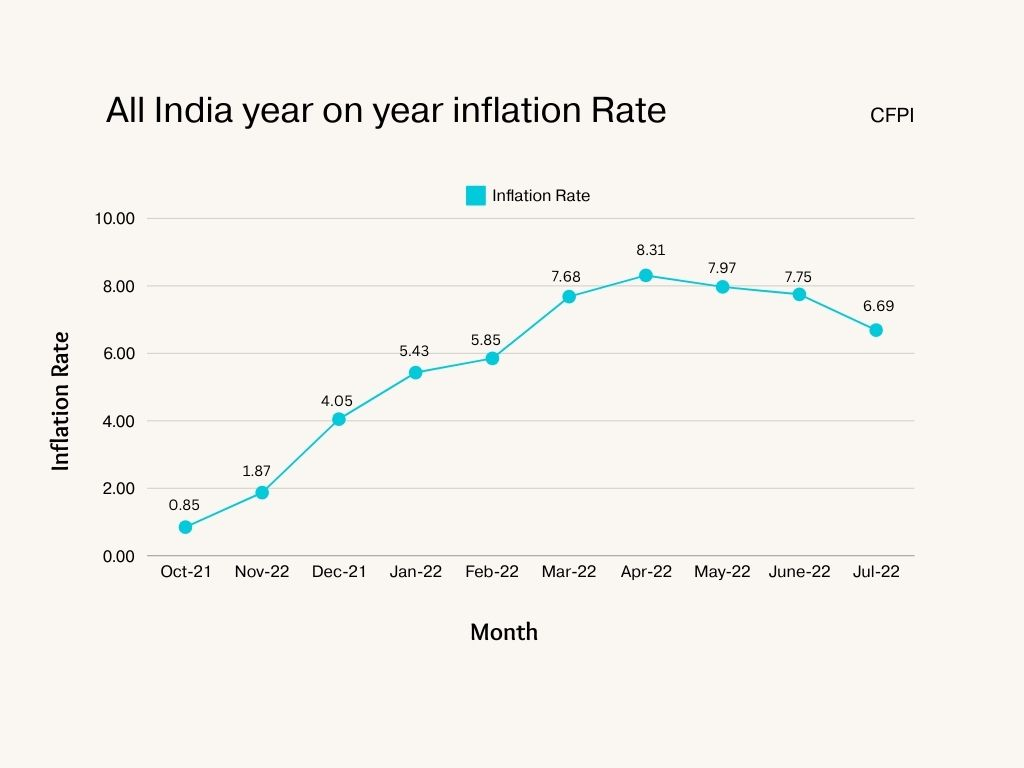 All India year on year inflation Rate
CFPI
Inflation Rate
10.00
8.00
6.00
4.00
2.00
0.00
Inflation Rate
0.85
1.87
4.05
5.43
5.85
7.68
8.31
7.97
7.75
6.69
Oct-21 Nov-22 Dec-21 Jan-22 Feb-22 Mar-22 Apr-22 May-22 June-22 Jul-22
Month